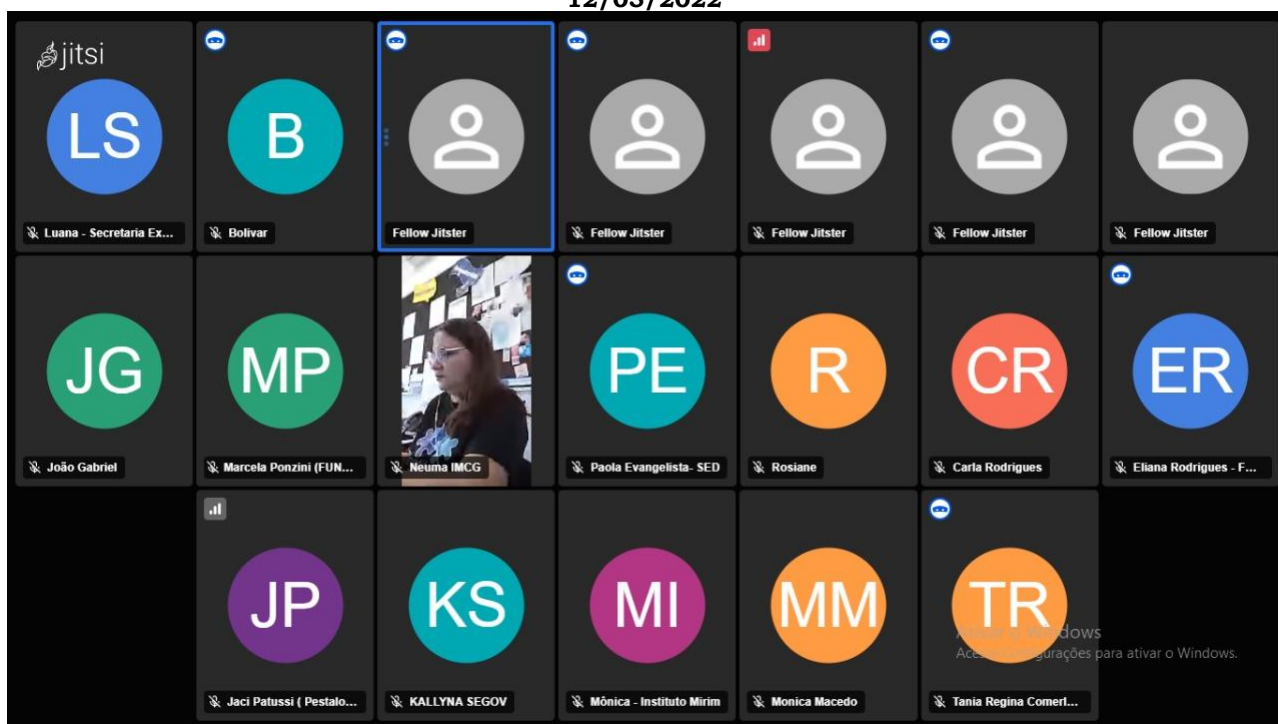 12/05/2022
jitsi
LS
B
Luana - Secretaria Ex...
Bolivar
Fellow Jitster
Fellow Jitster
Fellow Jitster
Fellow Jitster
Fellow Jitster
JG
MP
PE
R
CR
ER
João Gabriel
Marcela Ponzini (FUN...
Neuma IMCG
Paola Evangelista- SED
Rosiane
Carla Rodrigues
Eliana Rodrigues - F...
JP
KS
MI
MM
TR
Ativar o Windows
Acesse Configurações para ativar o Windows.
Jaci Patussi ( Pestalo...
KALLYNA SEGOV
Mônica - Instituto Mirim
Monica Macedo
Tania Regina Comerl...